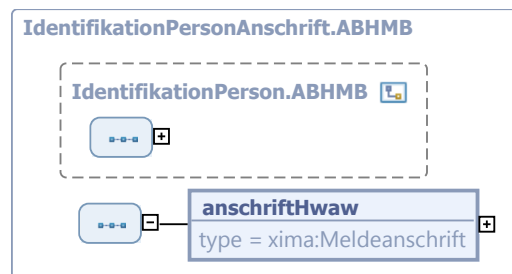 IdentifikationPersonAnschrift.ABHMB
IdentifikationPerson.ABHMB
anschriftHwaw
type = xima:Meldeanschrift